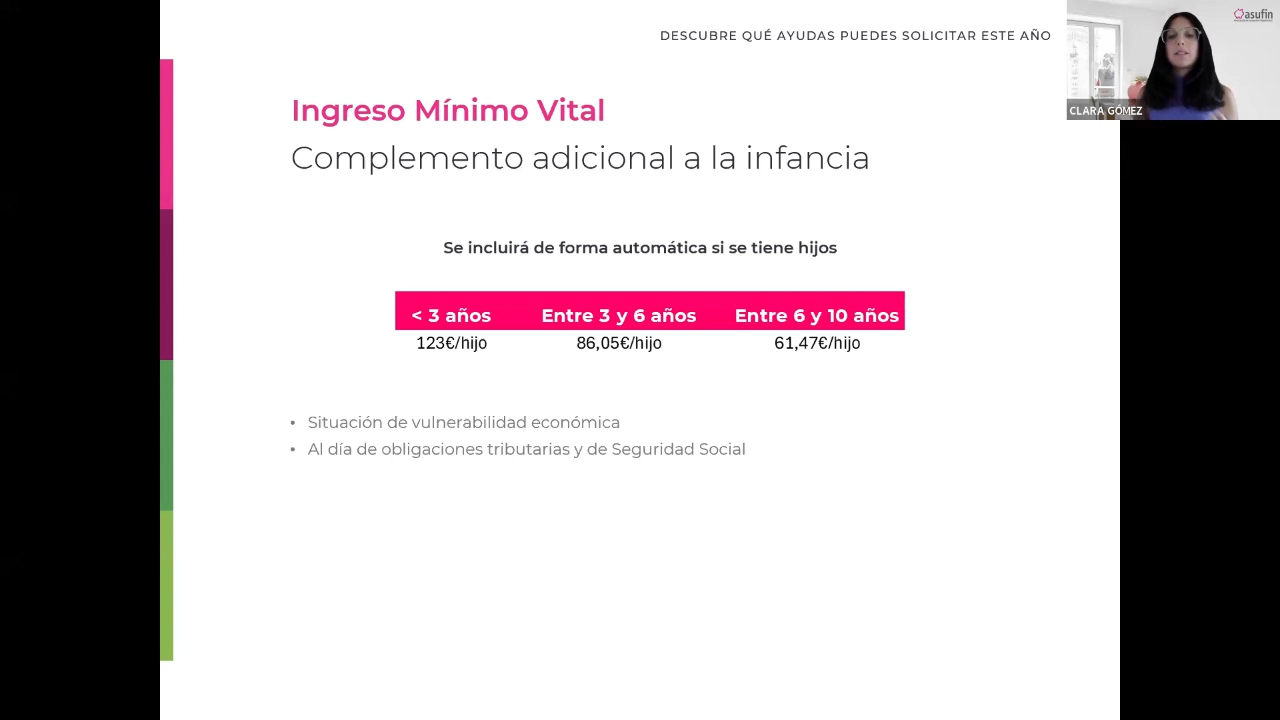 DESCUBRE QUÉ AYUDAS PUEDES SOLICITAR ESTE AÑO
asufin
CLARA GÓMEZ
Ingreso Mínimo Vital
Complemento adicional a la infancia
Se incluirá de forma automática si se tiene hijos
< 3 años Entre 3 y 6 años Entre 6 y 10 años
123€/hijo 86,05€/hijo 61,47€/hijo
• Situación de vulnerabilidad económica
• Al día de obligaciones tributarias y de Seguridad Social